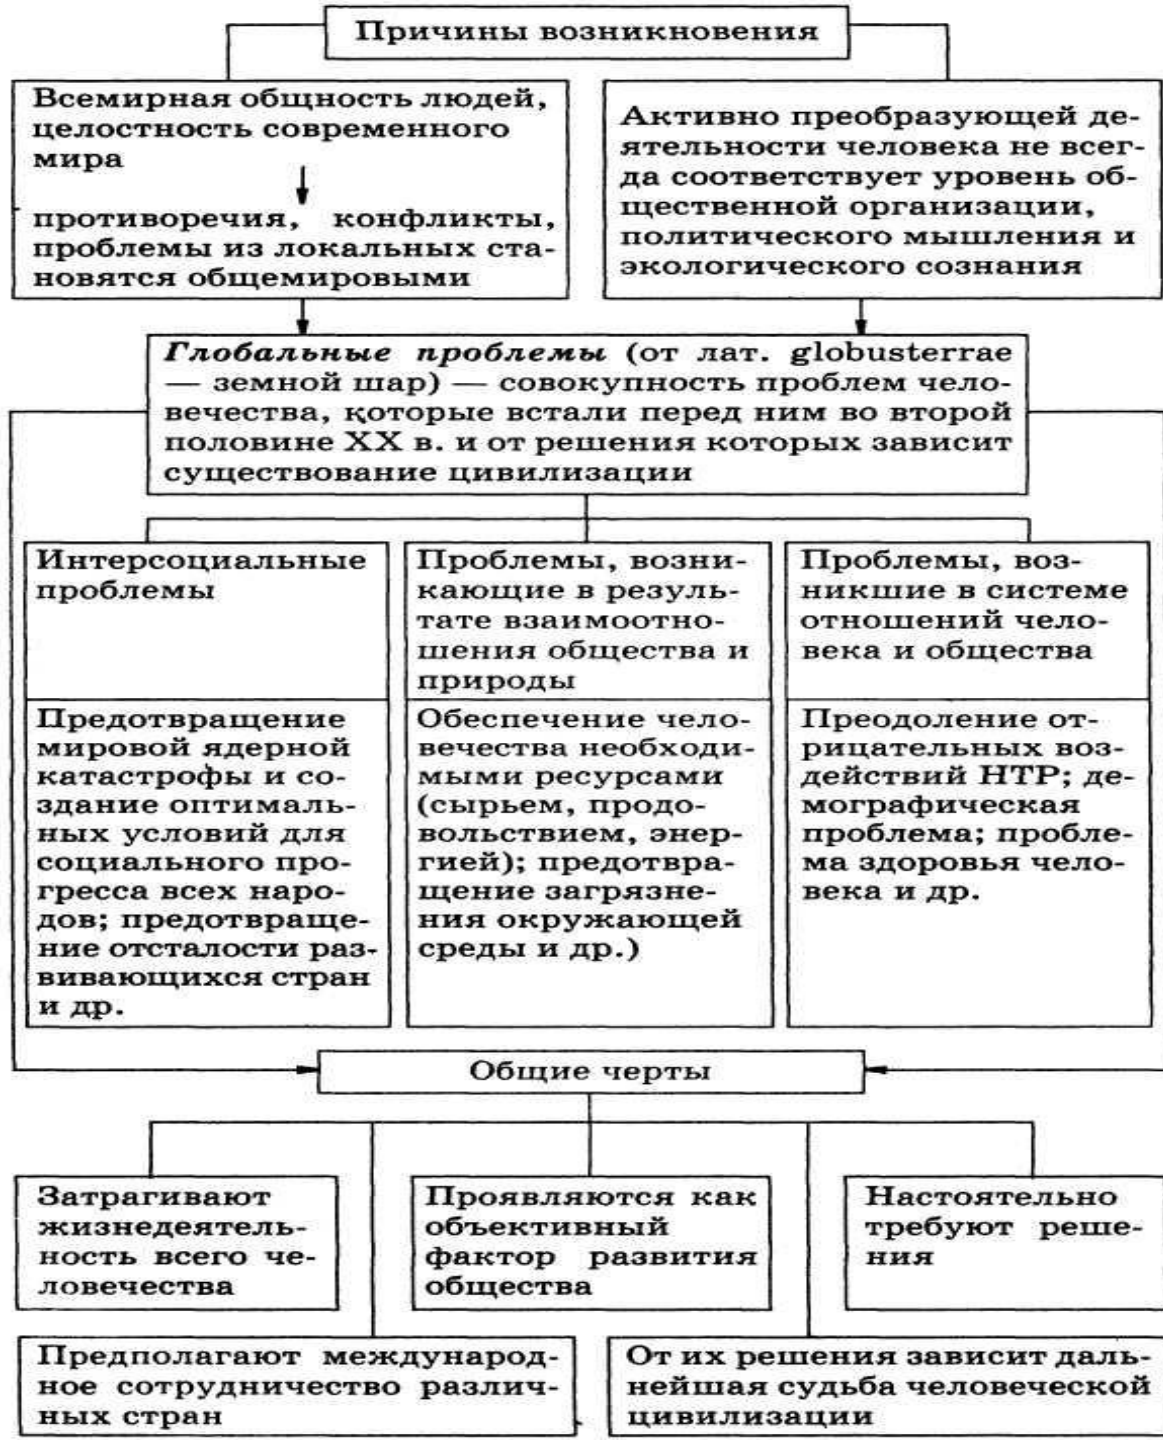 Причины возникновения
Всемирная общность людей,
целостность современного
мира
противоречия, конфликты,
проблемы из локальных ста-
новятся общемировыми
Активно преобразующей де-
ятельности человека не всег-
да соответствует уровень об-
щественной организации,
политического мышления и
экологического сознания
Глобальные проблемы (от лат. globusterrae
— земной шар) — совокупность проблем чело-
вечества, которые встали перед ним во второй
половине XX в. и от решения которых зависит
существование цивилизации
Интерсоциальные
проблемы
Проблемы, возни-
кающие в резуль-
тате взаимоотно-
шения общества и
природы
Проблемы, воз-
никшие в системе
отношений чело-
века и общества
Предотвращение
мировой ядерной
катастрофы и со-
здание оптималь-
ных условий для
социального про-
гресса всех наро-
дов; предотвраще-
ние отсталости раз-
вивающихся стран
и др.
Обеспечение чело-
вечества необходи-
мыми ресурсами
(сырьем, продо-
вольствием, энер-
гией); предотвра-
щение загрязне-
ния окружающей
среды и др.)
Преодоление от-
рицательных воз-
действий НТР; де-
мографическая
проблема; пробле-
ма здоровья чело-
века и др.
Общие черты
Затрагивают
жизнедеятель-
ность всего че-
ловечества
Проявляются как
объективный
фактор развития
общества
Настоятельно
требуют реше-
ния
Предполагают международ-
ное сотрудничество различ-
ных стран
От их решения зависит даль-
нейшая судьба человеческой
цивилизации